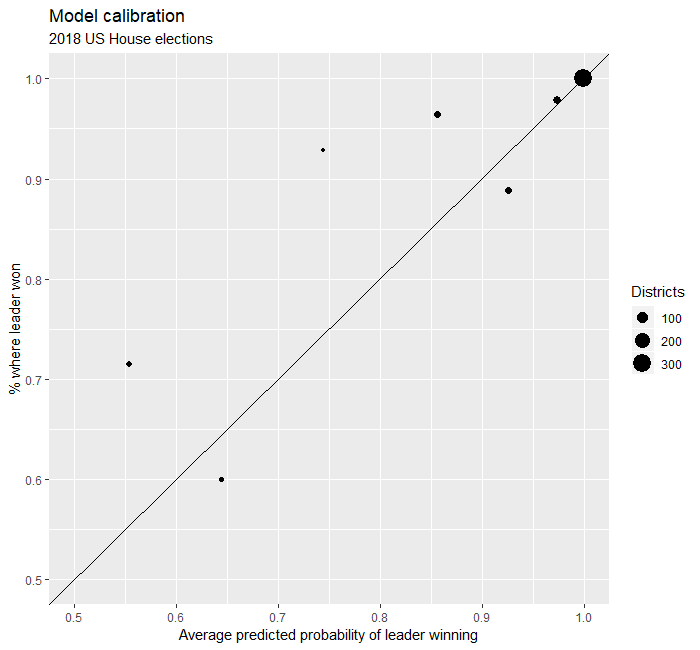 Model calibration
2018 US House elections
1.0
0.9
0.8
0.7
0.6
0.5
% where leader won
0.5 0.6 0.7 0.8 0.9 1.0
Average predicted probability of leader winning
Districts
100
200
300